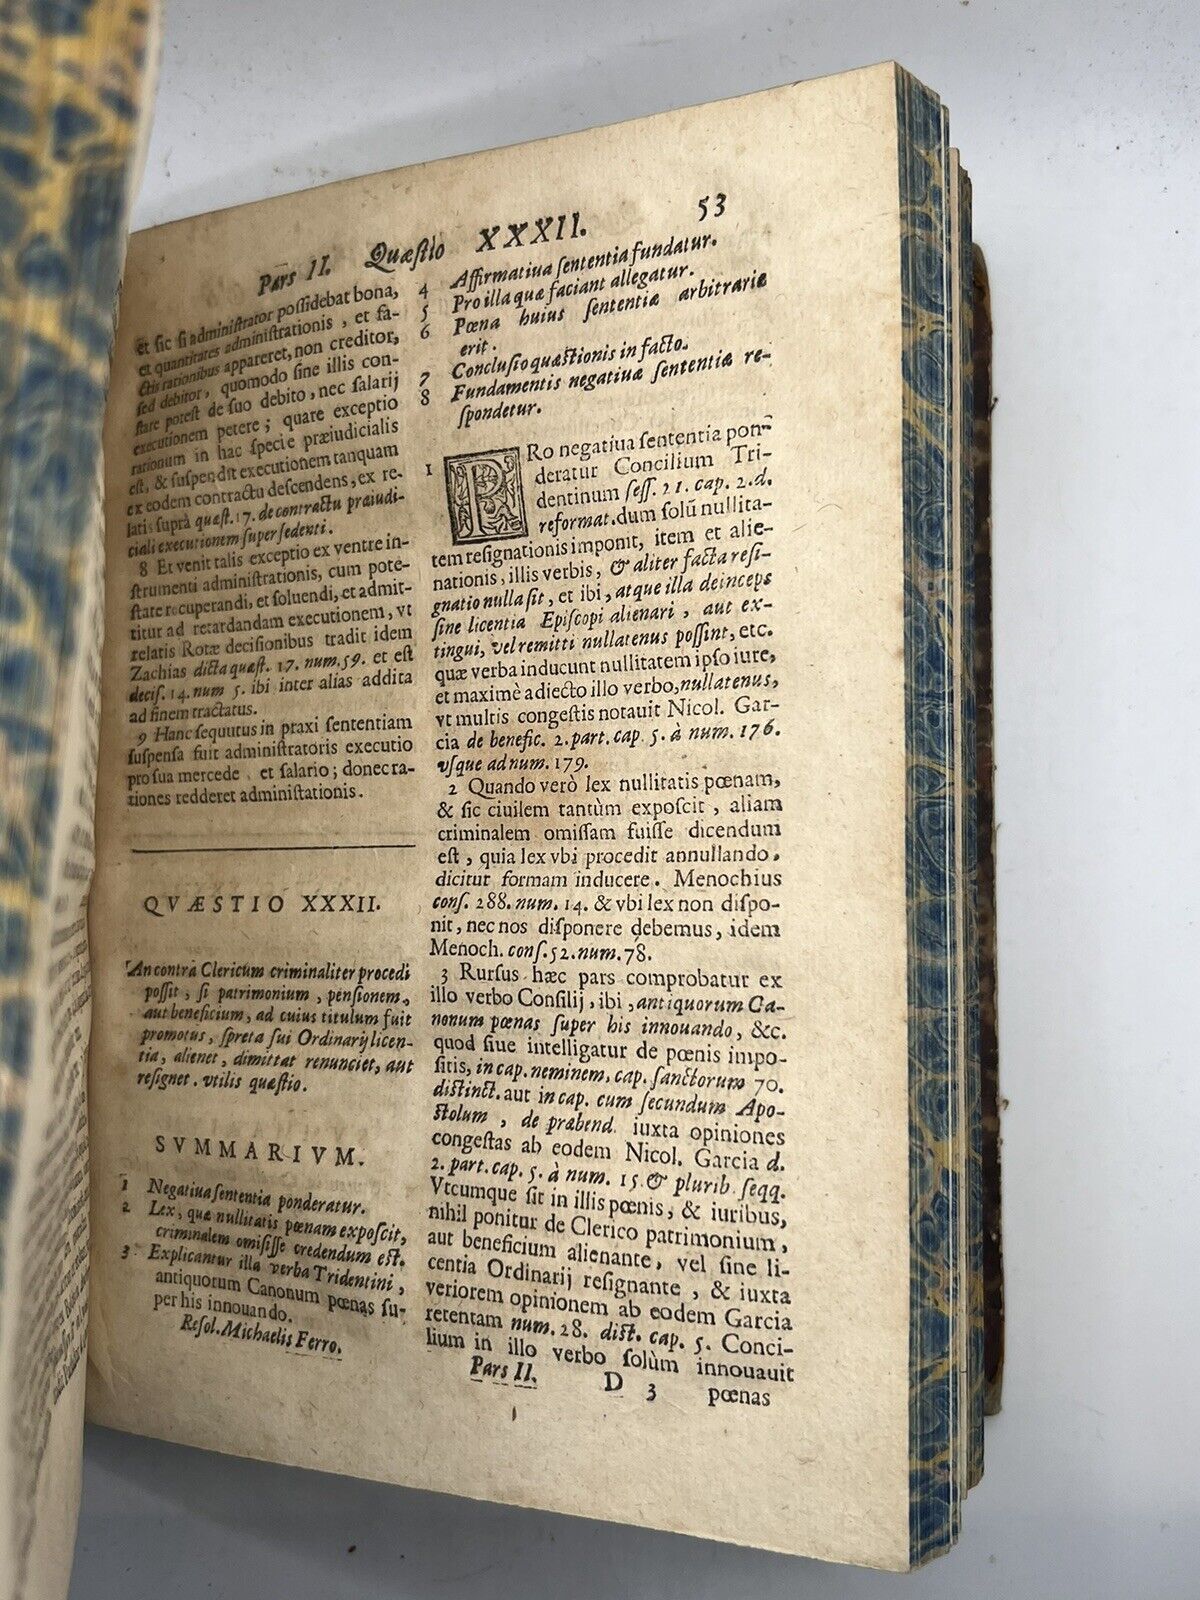 Pars II. Quæſtio XXXII. 53
et ſic ſi adminiſtrator poſſidebat bona,
et quantitates adminiſtrationis, et fa-
ctis rationibus appareret, non creditor,
ſed debitor, quomodo ſine illis con-
ſtare poteſt de ſuo debito, nec ſalarij
executionem petere; quare exceptio
rationum in hac ſpecie præiudicialis
eſt, & ſuſpendit executionem tanquam
ex eodem contractu deſcendens, ex re-
latis ſuprà quæſt. 17. de contractu præiudi-
ciali executionem ſuperſedenti.
8 Et venit talis exceptio ex ventre in-
ſtrumenti adminiſtrationis, cum pote-
ſtate recuperandi, et ſoluendi, et admit-
titur ad retardandam executionem, vt
relatis Rotæ deciſionibus tradit idem
Zachias dicta quæſt. 17. num. 59. et eſt
deciſ. 14. num 5. ibi inter alias addita
ad finem tractatus.
9 Hanc ſequutus in praxi ſententiam
ſuſpenſa fuit adminiſtratoris executio
pro ſua mercede, et ſalario; donec ra-
tiones redderet adminiſtationis.
QVÆSTIO XXXII.
An contrà Clericum criminaliter procedi
poſſit, ſi patrimonium, penſionem,
aut beneficium, ad cuius titulum fuit
promotus, ſpreta ſui Ordinarij licen-
tia, alienet, dimittat renunciet, aut
reſignet. vtilis quæſtio.
SVMMARIVM.
1 Negatiua ſententia ponderatur.
2 Lex, quæ nullitatis pœnam expoſcit,
criminalem omiſiſſe credendum eſt.
3 Explicantur illa verba Tridentini,
antiquorum Canonum pœnas ſu-
per his innouando.
Reſol. Michaelis Ferro.
4 Affirmatiua ſententia fundatur.
5 Pro illa quæ faciant allegatur.
6 Pœna huius ſententiæ arbitrariæ
erit.
7 Concluſio quæſtionis in facto.
8 Fundamentis negatiuæ ſententiæ re-
ſpondetur.
1 PRo negatiua ſententia pon-
deratur Concilium Tri-
dentinum ſeſſ. 21. cap. 2. d.
reformat. dum ſolũ nullita-
tem reſignationis imponit, item et alie-
nationis, illis verbis, & aliter facta reſi-
gnatio nulla ſit, et ibi, atque illa deinceps
ſine licentia Epiſcopi alienari, aut ex-
tingui, vel remitti nullatenus poſſint, etc.
quæ verba inducunt nullitatem ipſo iure,
et maximè adiecto illo verbo, nullatenus,
vt multis congeſtis notauit Nicol. Gar-
cia de benefic. 2. part. cap. 5. à num. 176.
vſque ad num. 179.
2 Quando verò lex nullitatis pœnam,
& ſic ciuilem tantùm expoſcit, aliam
criminalem omiſſam fuiſſe dicendum
eſt, quia lex vbi procedit annullando,
dicitut formam inducere. Menochius
conſ. 288. num. 14. & vbi lex non diſpo-
nit, nec nos diſponere debemus, idem
Menoch. conſ. 52. num. 78.
3 Rurſus hæc pars comprobatur ex
illo verbo Conſilij, ibi, antiquorum Ca-
nonum pœnas ſuper his innouando, &c.
quod ſiue intelligatur de pœnis impo-
ſitis, in cap. neminem, cap. ſanctorum 70.
diſtinct. aut in cap. cum ſecundum Apo-
ſtolum, de præbend. iuxta opiniones
congeſtas ab eodem Nicol. Garcia d.
2. part. cap. 5. à num. 15. & plurib. ſeqq.
Vtcumque ſit in illis pœnis, & iuribus,
nihil ponitur de Clerico patrimonium,
aut beneficium alienante, vel ſine li-
centia Ordinarij reſignante, & iuxta
veriorem opinionem ab eodem Garcia
retentam num. 28. diſt. cap. 5. Conci-
lium in illo verbo ſolùm innouauit
Pars II. D 3 pœnas